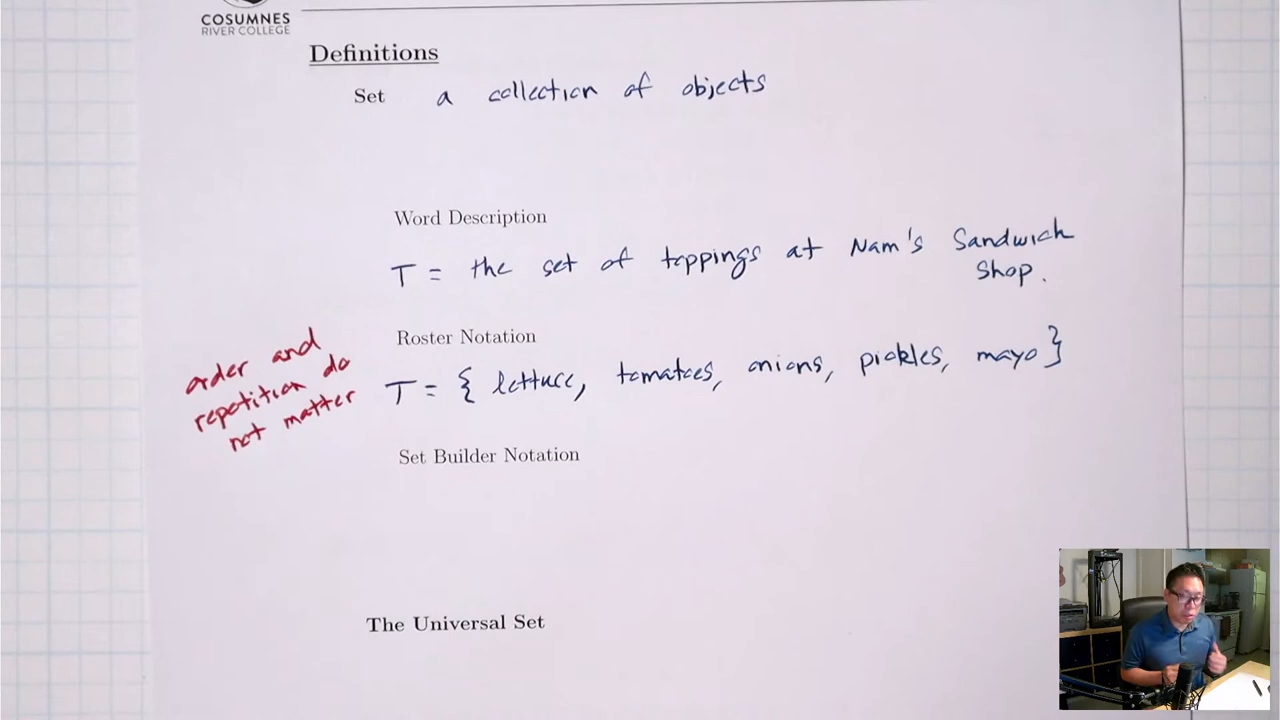 COSUMNES
RIVER COLLEGE
Definitions
Set a collection of objects
Word Description
T = the set of toppings at Nam's Sandwich
Shop.
Roster Notation
T = { lettuce, tomatoes, onions, pickles, mayo }
order and
repetition do
not matter
Set Builder Notation
The Universal Set